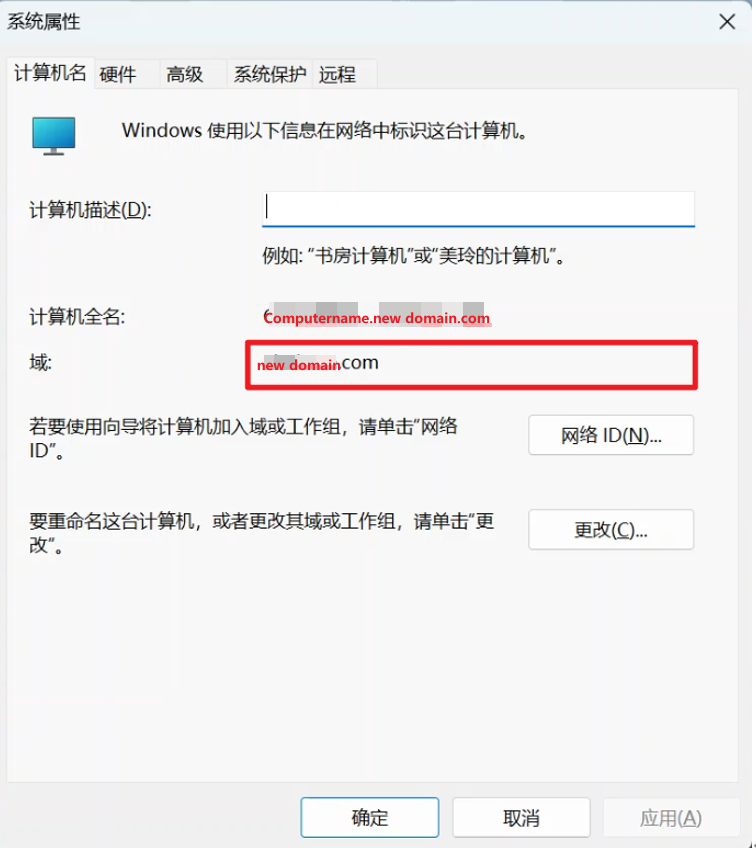 系统属性
计算机名 硬件 高级 系统保护 远程
Windows 使用以下信息在网络中标识这台计算机。
计算机描述(D):
例如: “书房计算机”或“美玲的计算机”。
计算机全名: Computername.new domain.com
域: new domain.com
若要使用向导将计算机加入域或工作组，请单击“网络
ID”。
网络 ID(N)...
要重命名这台计算机，或者更改其域或工作组，请单击“更
改”。
更改(C)...
确定 取消 应用(A)